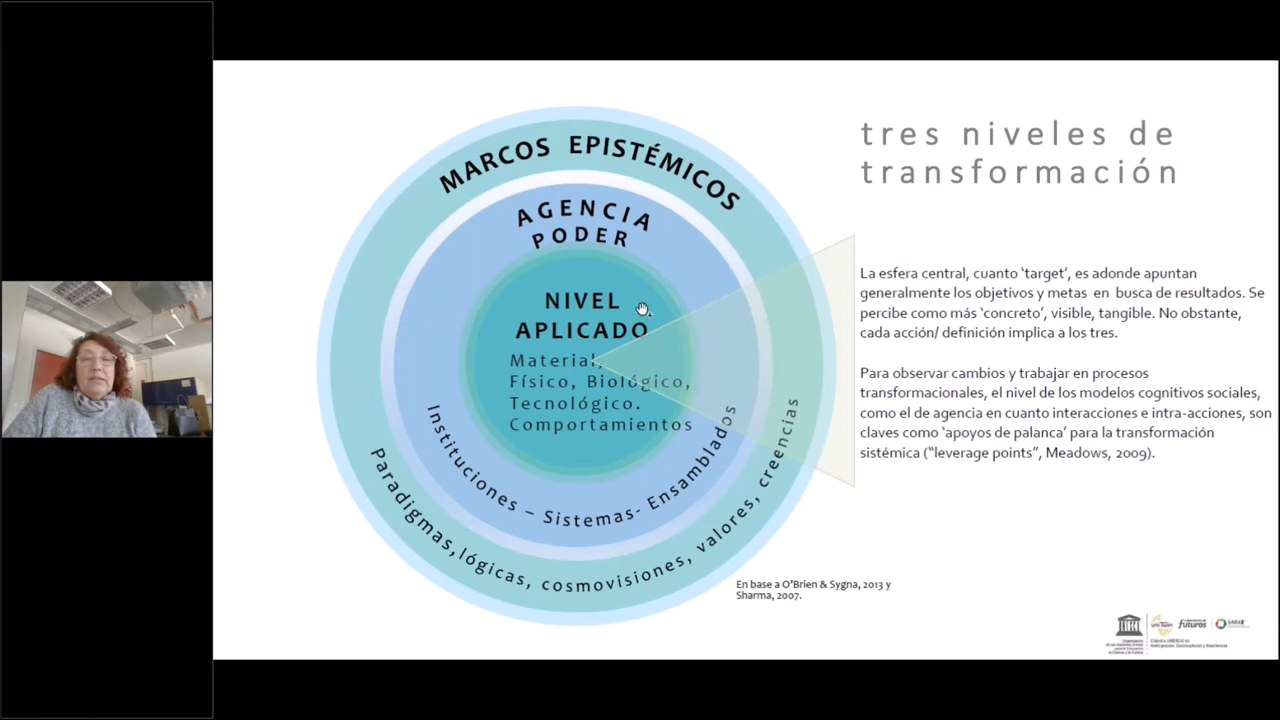 tres niveles de
transformación
MARCOS EPISTÉMICOS
AGENCIA
PODER
NIVEL
APLICADO
Material,
Físico, Biológico,
Tecnológico.
Comportamientos
Instituciones – Sistemas- Ensamblados
Paradigmas, lógicas, cosmovisiones, valores, creencias
La esfera central, cuanto ‘target’, es adonde apuntan
generalmente los objetivos y metas en busca de resultados. Se
percibe como más ‘concreto’, visible, tangible. No obstante,
cada acción/ definición implica a los tres.
Para observar cambios y trabajar en procesos
transformacionales, el nivel de los modelos cognitivos sociales,
como el de agencia en cuanto interacciones e intra-acciones, son
claves como ‘apoyos de palanca’ para la transformación
sistémica (“leverage points”, Meadows, 2009).
En base a O’Brien & Sygna, 2013 y
Sharma, 2007.
futuros